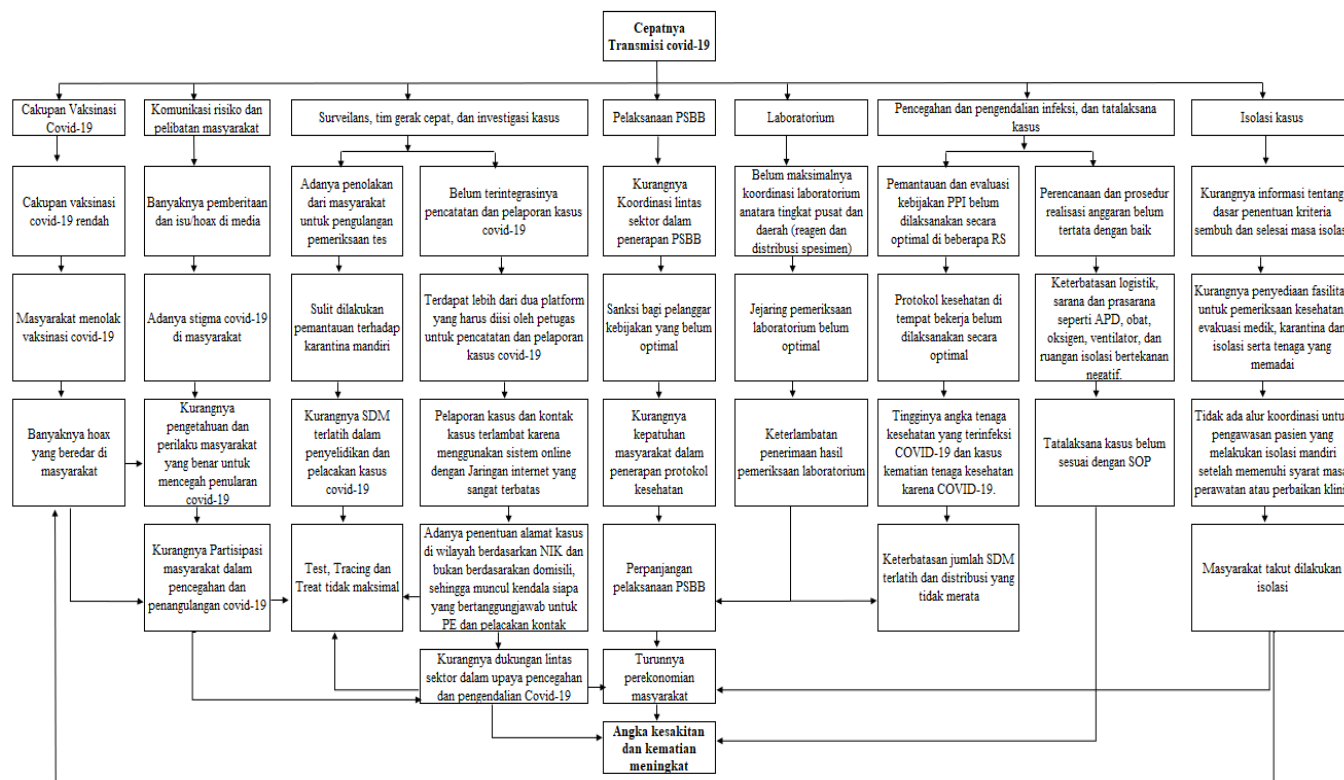 Cepatnya
Transmisi covid-19
Cakupan Vaksinasi
Covid-19
Komunikasi risiko dan
pelibatan masyarakat
Surveilans, tim gerak cepat, dan investigasi kasus
Pelaksanaan PSBB
Laboratorium
Pencegahan dan pengendalian infeksi, dan tatalaksana
kasus
Isolasi kasus
Cakupan vaksinasi
covid-19 rendah
Banyaknya pemberitaan
dan isu/hoax di media
Adanya penolakan
dari masyarakat
untuk pengulangan
pemeriksaan tes
Belum terintegrasinya
pencatatan dan pelaporan kasus
covid-19
Kurangnya
Koordinasi lintas
sektor dalam
penerapan PSBB
Belum maksimalnya
koordinasi laboratorium
anatara tingkat pusat dan
daerah (reagen dan
distribusi spesimen)
Pemantauan dan evaluasi
kebijakan PPI belum
dilaksanakan secara
optimal di beberapa RS
Perencanaan dan prosedur
realisasi anggaran belum
tertata dengan baik
Kurangnya informasi tentang
dasar penentuan kriteria
sembuh dan selesai masa isolas
Masyarakat menolak
vaksinasi covid-19
Adanya stigma covid-19
di masyarakat
Sulit dilakukan
pemantauan terhadap
karantina mandiri
Terdapat lebih dari dua platform
yang harus diisi oleh petugas
untuk pencatatan dan pelaporan
kasus covid-19
Sanksi bagi pelanggar
kebijakan yang belum
optimal
Jejaring pemeriksaan
laboratorium belum
optimal
Protokol kesehatan di
tempat bekerja belum
dilaksanakan secara
optimal
Keterbatasan logistik,
sarana dan prasarana
seperti APD, obat,
oksigen, ventilator, dan
ruangan isolasi bertekanan
negatif.
Kurangnya penyediaan fasilita
untuk pemeriksaan kesehatan
evaluasi medik, karantina dan
isolasi serta tenaga yang
memadai
Banyaknya hoax
yang beredar di
masyarakat
Kurangnya
pengetahuan dan
perilaku masyarakat
yang benar untuk
mencegah penularan
covid-19
Kurangnya SDM
terlatih dalam
penyelidikan dan
pelacakan kasus
covid-19
Pelaporan kasus dan kontak
kasus terlambat karena
menggunakan sistem online
dengan Jaringan internet yang
sangat terbatas
Kurangnya
kepatuhan
masyarakat dalam
penerapan protokol
kesehatan
Keterlambatan
penerimaan hasil
pemeriksaan laboratorium
Tingginya angka tenaga
kesehatan yang terinfeksi
COVID-19 dan kasus
kematian tenaga kesehatan
karena COVID-19.
Tatalaksana kasus belum
sesuai dengan SOP
Tidak ada alur koordinasi untuk
pengawasan pasien yang
melakukan isolasi mandiri
setelah memenuhi syarat masa
perawatan atau perbaikan klini
Kurangnya Partisipasi
masyarakat dalam
pencegahan dan
penangulangan covid-19
Test, Tracing dan
Treat tidak maksimal
Adanya penentuan alamat kasus
di wilayah berdasarkan NIK dan
bukan berdasarakan domisili,
sehingga muncul kendala siapa
yang bertanggungjawab untuk
PE dan pelacakan kontak
Perpanjangan
pelaksanaan PSBB
Keterbatasan jumlah SDM
terlatih dan distribusi yang
tidak merata
Masyarakat takut dilakukan
isolasi
Kurangnya dukungan lintas
sektor dalam upaya pencegahan
dan pengendalian Covid-19
Turunnya
perekonomian
masyarakat
Angka kesakitan
dan kematian
meningkat